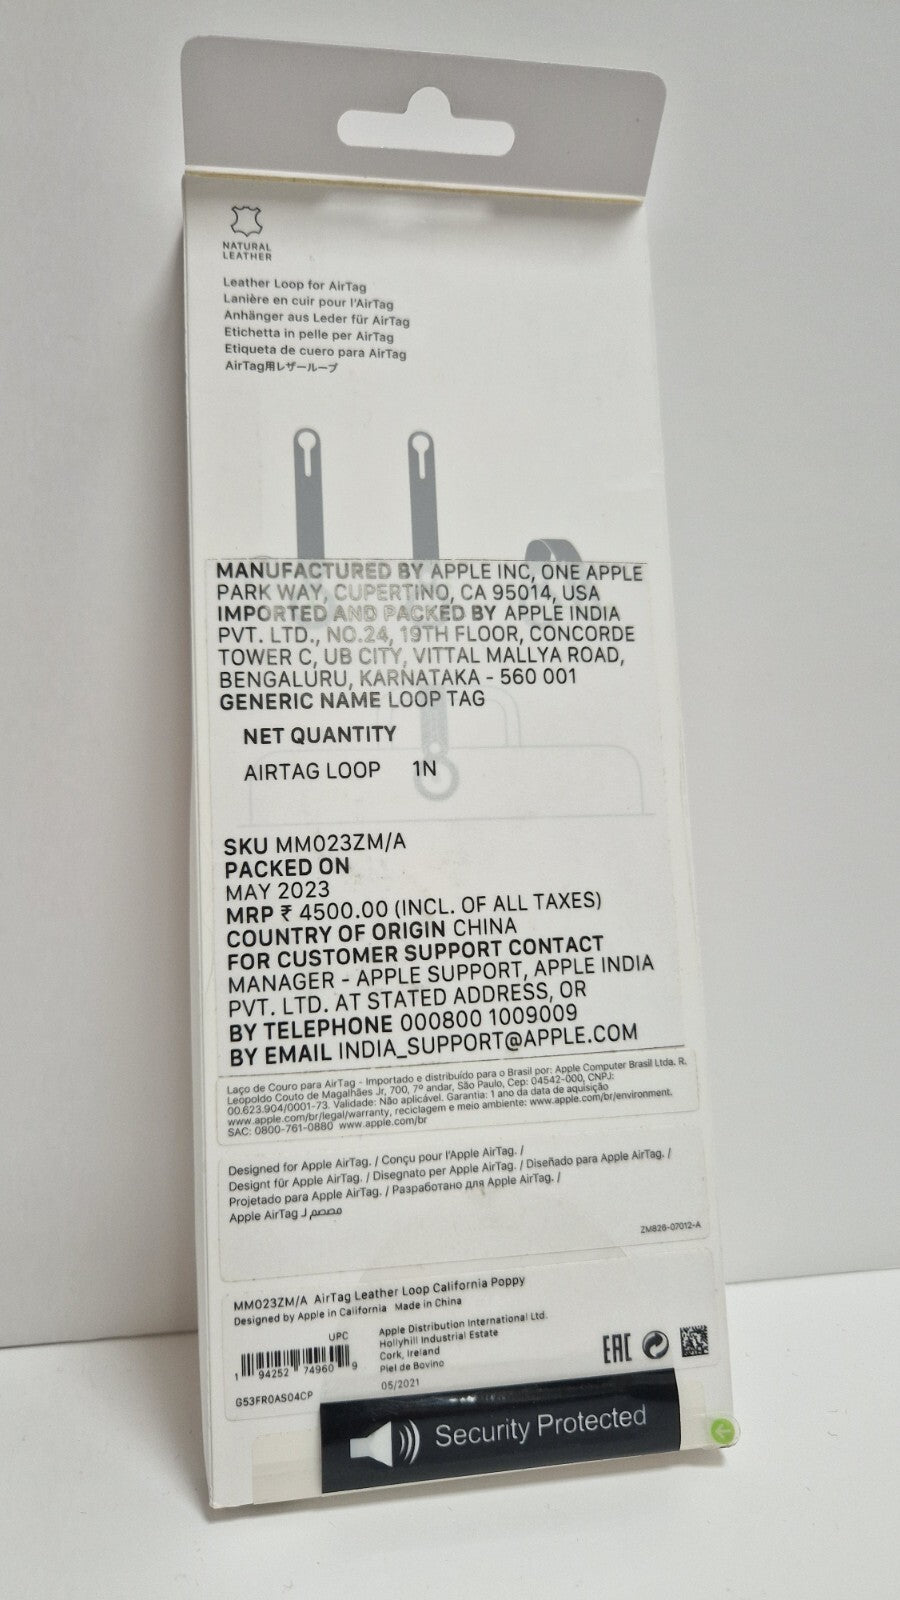 NATURAL
LEATHER
Leather Loop for AirTag
Lanière en cuir pour l'AirTag
Anhänger aus Leder für AirTag
Etichetta in pelle per AirTag
Etiqueta de cuero para AirTag
AirTag用レザーループ
MANUFACTURED BY APPLE INC, ONE APPLE
PARK WAY, CUPERTINO, CA 95014, USA
IMPORTED AND PACKED BY APPLE INDIA
PVT. LTD., NO.24, 19TH FLOOR, CONCORDE
TOWER C, UB CITY, VITTAL MALLYA ROAD,
BENGALURU, KARNATAKA - 560 001
GENERIC NAME LOOP TAG
NET QUANTITY
AIRTAG LOOP 1N
SKU MM023ZM/A
PACKED ON
MAY 2023
MRP ₹ 4500.00 (INCL. OF ALL TAXES)
COUNTRY OF ORIGIN CHINA
FOR CUSTOMER SUPPORT CONTACT
MANAGER - APPLE SUPPORT, APPLE INDIA
PVT. LTD. AT STATED ADDRESS, OR
BY TELEPHONE 000800 1009009
BY EMAIL INDIA_SUPPORT@APPLE.COM
Laço de Couro para AirTag - Importado e distribuído para o Brasil por: Apple Computer Brasil Ltda. R.
Leopoldo Couto de Magalhães Jr, 700, 7º andar, São Paulo, Cep: 04542-000, CNPJ:
00.623.904/0001-73. Validade: Não aplicável. Garantia: 1 ano da data de aquisição
www.apple.com/br/legal/warranty, reciclagem e meio ambiente: www.apple.com/br/environment.
SAC: 0800-761-0880 www.apple.com/br
Designed for Apple AirTag. / Conçu pour l'Apple AirTag. /
Designt für Apple AirTag. / Disegnato per Apple AirTag. / Diseñado para Apple AirTag. /
Projetado para Apple AirTag. / Разработано для Apple AirTag. /
مصمم لـ Apple AirTag
ZM826-07012-A
MM023ZM/A AirTag Leather Loop California Poppy
Designed by Apple in California Made in China
UPC
1 94252 74960 9
G53FR0AS04CP
Apple Distribution International Ltd.
Hollyhill Industrial Estate
Cork, Ireland
Piel de Bovino
05/2021
EAC
Security Protected